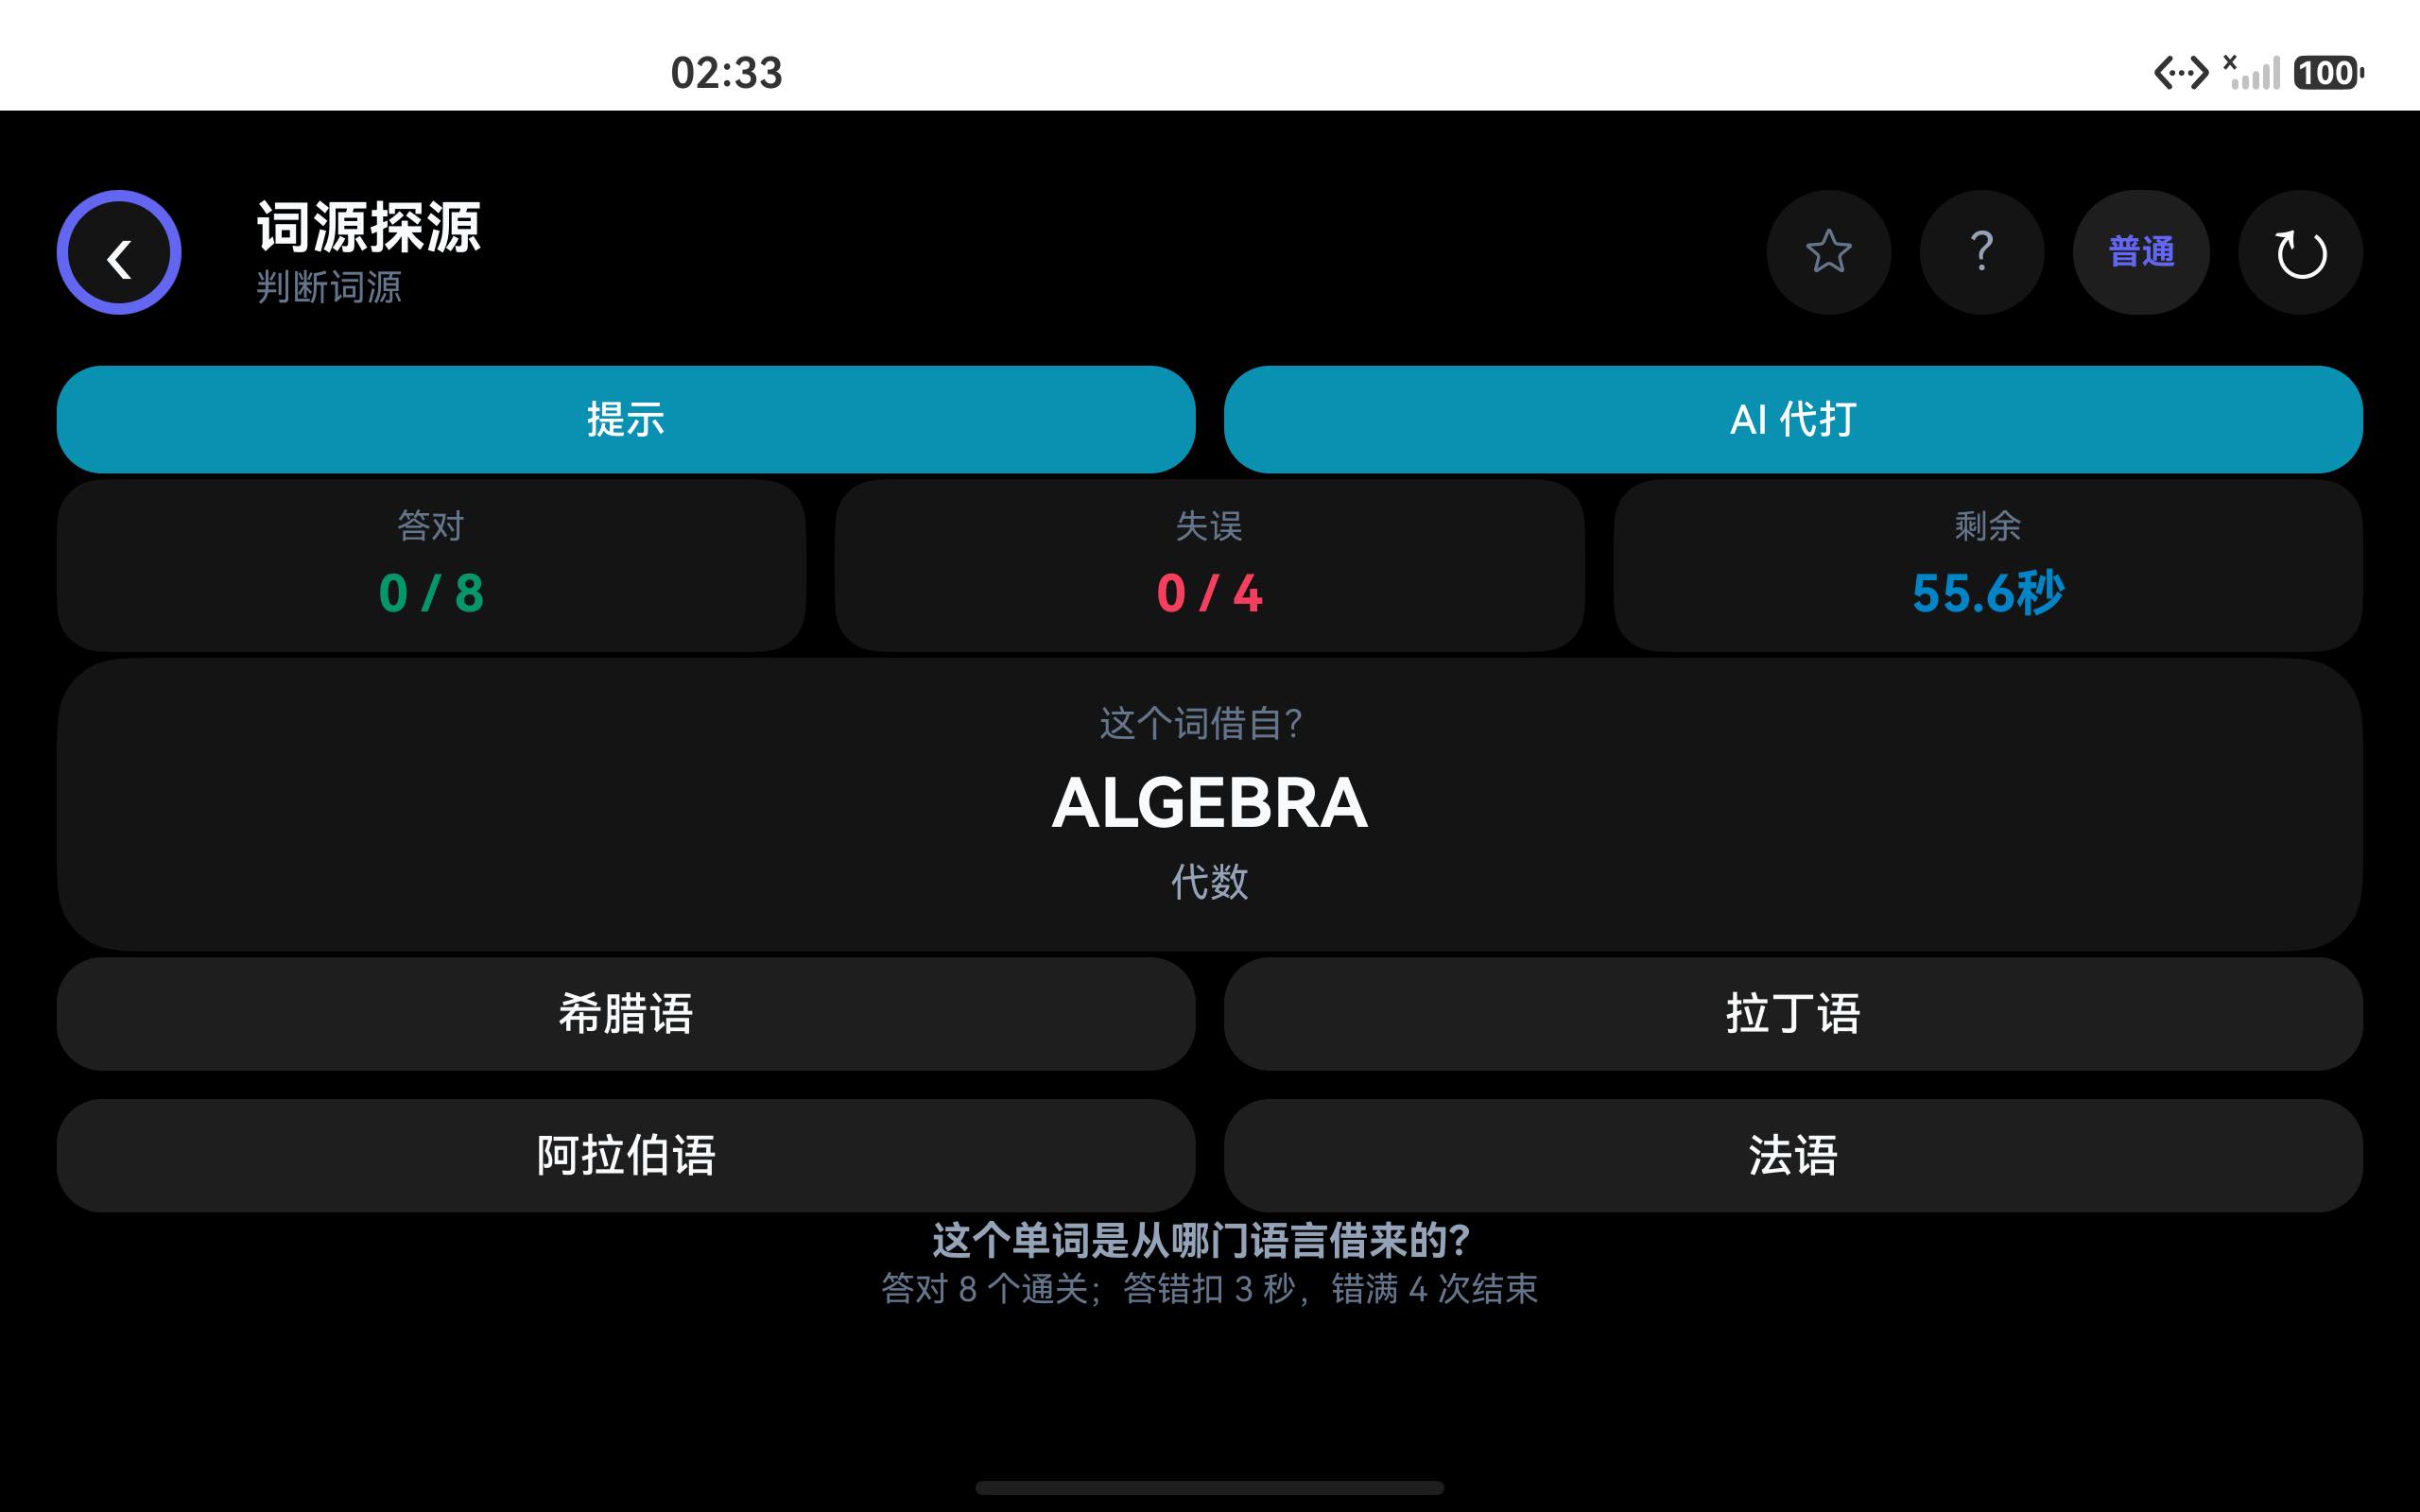 02:33
100
词源探源
判断词源
?
普通
提示
AI 代打
答对
0 / 8
失误
0 / 4
剩余
55.6秒
这个词借自？
ALGEBRA
代数
希腊语
拉丁语
阿拉伯语
法语
这个单词是从哪门语言借来的？
答对 8 个通关；答错扣 3 秒，错满 4 次结束